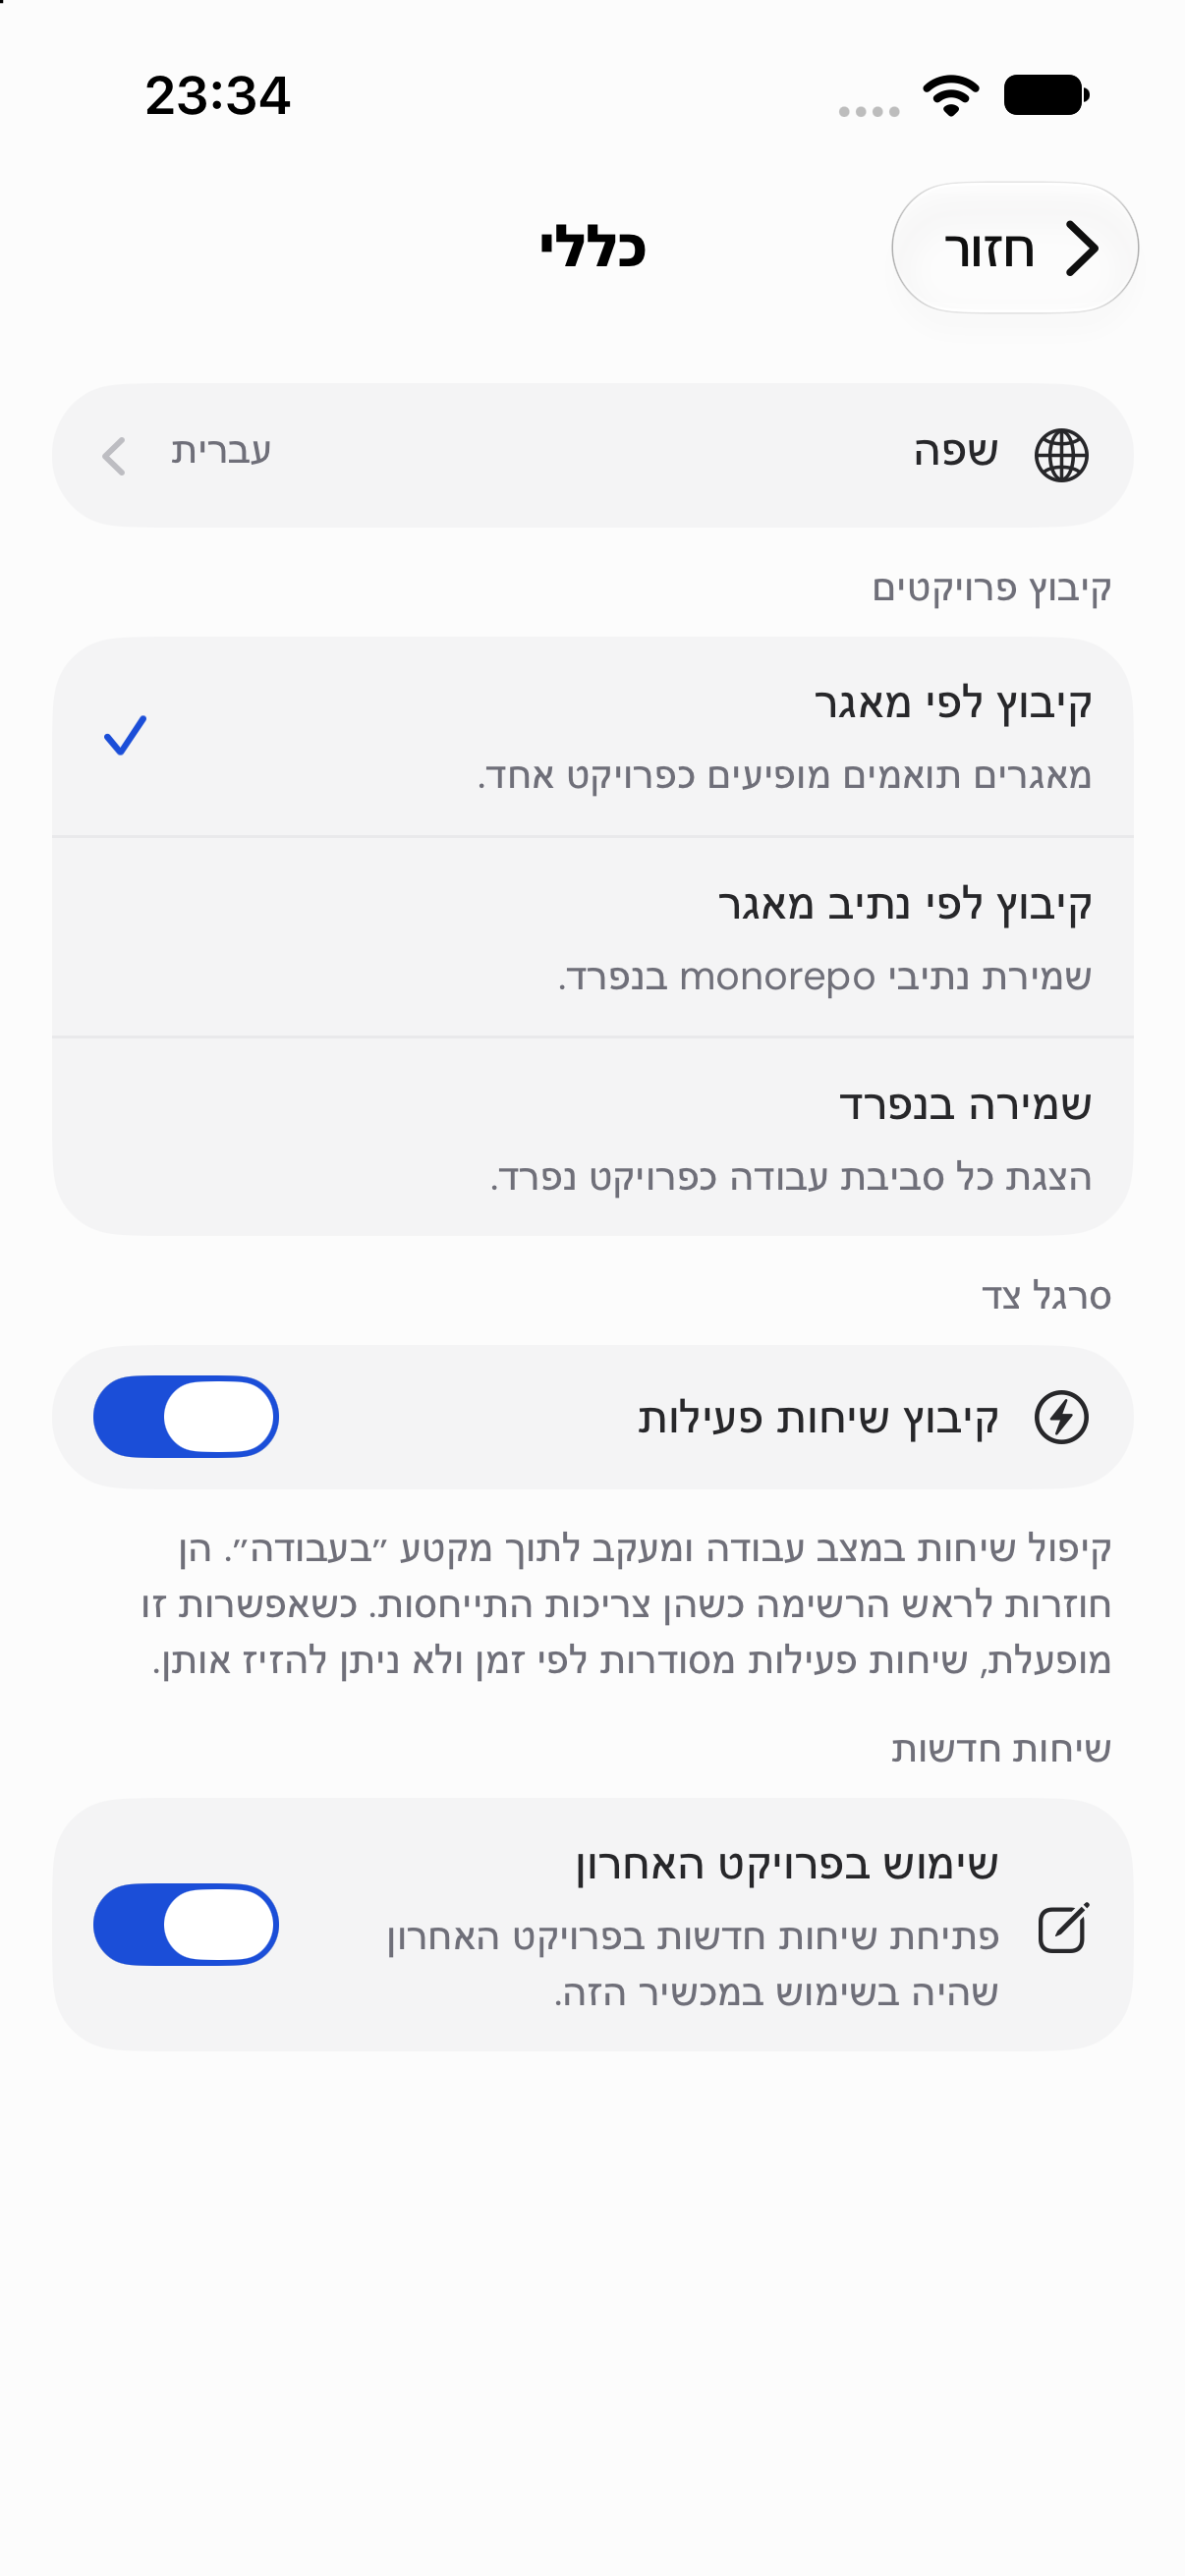 23:34
חזור
כללי
שפה
עברית
קיבוץ פרויקטים
קיבוץ לפי מאגר
מאגרים תואמים מופיעים כפרויקט אחד.
קיבוץ לפי נתיב מאגר
שמירת נתיבי monorepo בנפרד.
שמירה בנפרד
הצגת כל סביבת עבודה כפרויקט נפרד.
סרגל צד
קיבוץ שיחות פעילות
קיפול שיחות במצב עבודה ומעקב לתוך מקטע ״בעבודה״. הן
חוזרות לראש הרשימה כשהן צריכות התייחסות. כשאפשרות זו
מופעלת, שיחות פעילות מסודרות לפי זמן ולא ניתן להזיז אותן.
שיחות חדשות
שימוש בפרויקט האחרון
פתיחת שיחות חדשות בפרויקט האחרון
שהיה בשימוש במכשיר הזה.